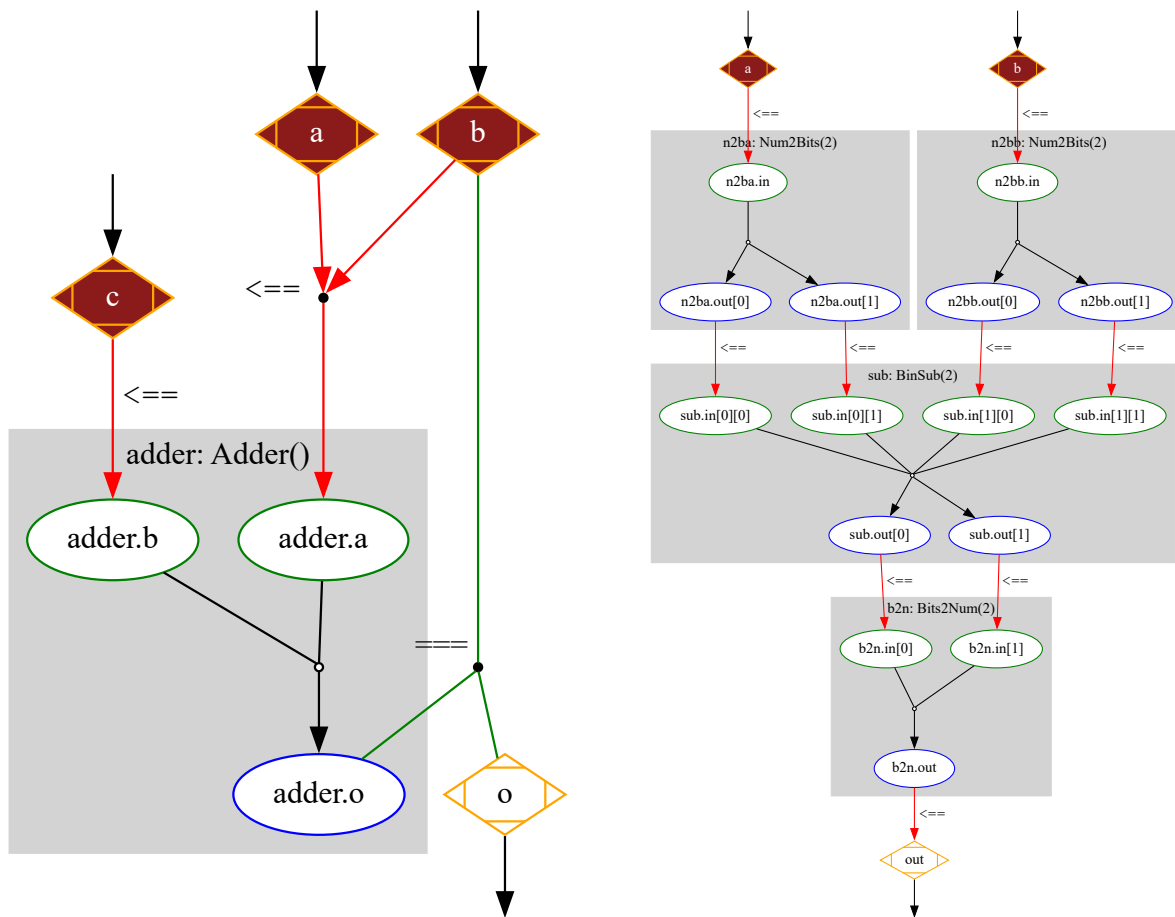 a
b
<==
c
<==
adder: Adder()
adder.b
adder.a
===
adder.o
o
a
b
<==
<==
n2ba: Num2Bits(2)
n2bb: Num2Bits(2)
n2ba.in
n2bb.in
n2ba.out[0]
n2ba.out[1]
n2bb.out[0]
n2bb.out[1]
<==
<==
<==
<==
sub: BinSub(2)
sub.in[0][0]
sub.in[0][1]
sub.in[1][0]
sub.in[1][1]
sub.out[0]
sub.out[1]
<==
<==
b2n: Bits2Num(2)
b2n.in[0]
b2n.in[1]
b2n.out
<==
out